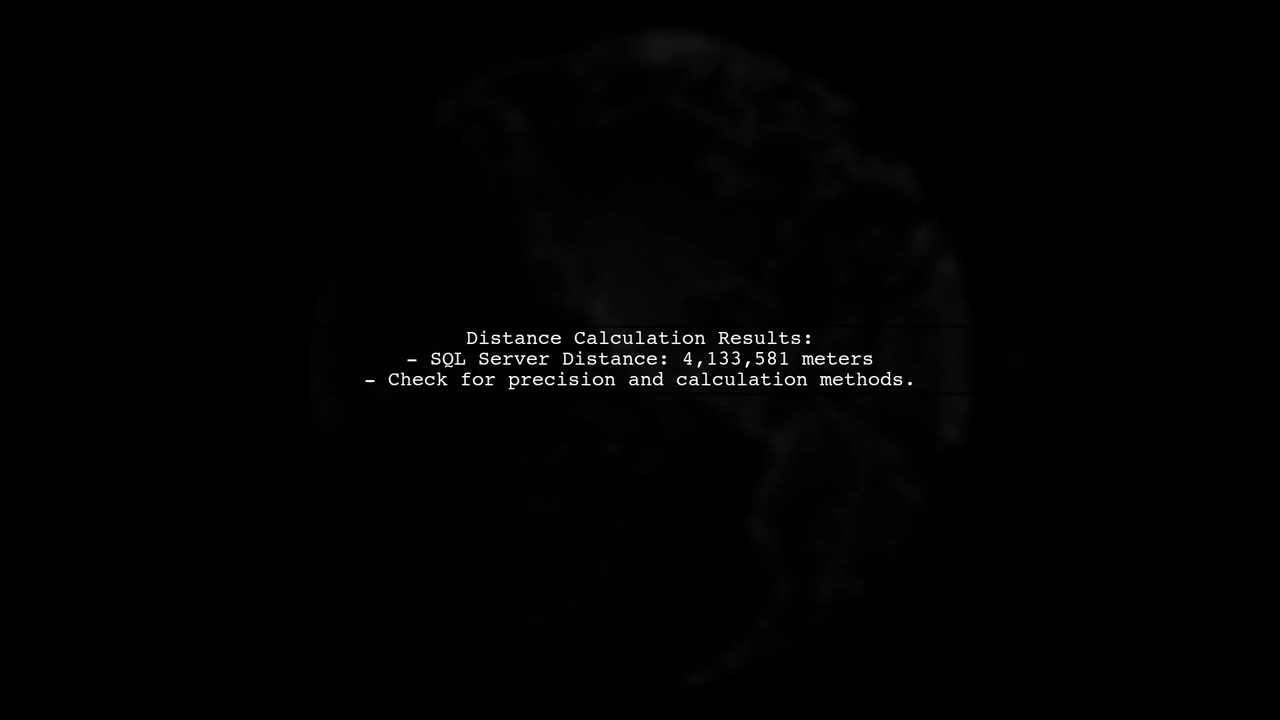 Distance Calculation Results:
- SQL Server Distance: 4,133,581 meters
- Check for precision and calculation methods.